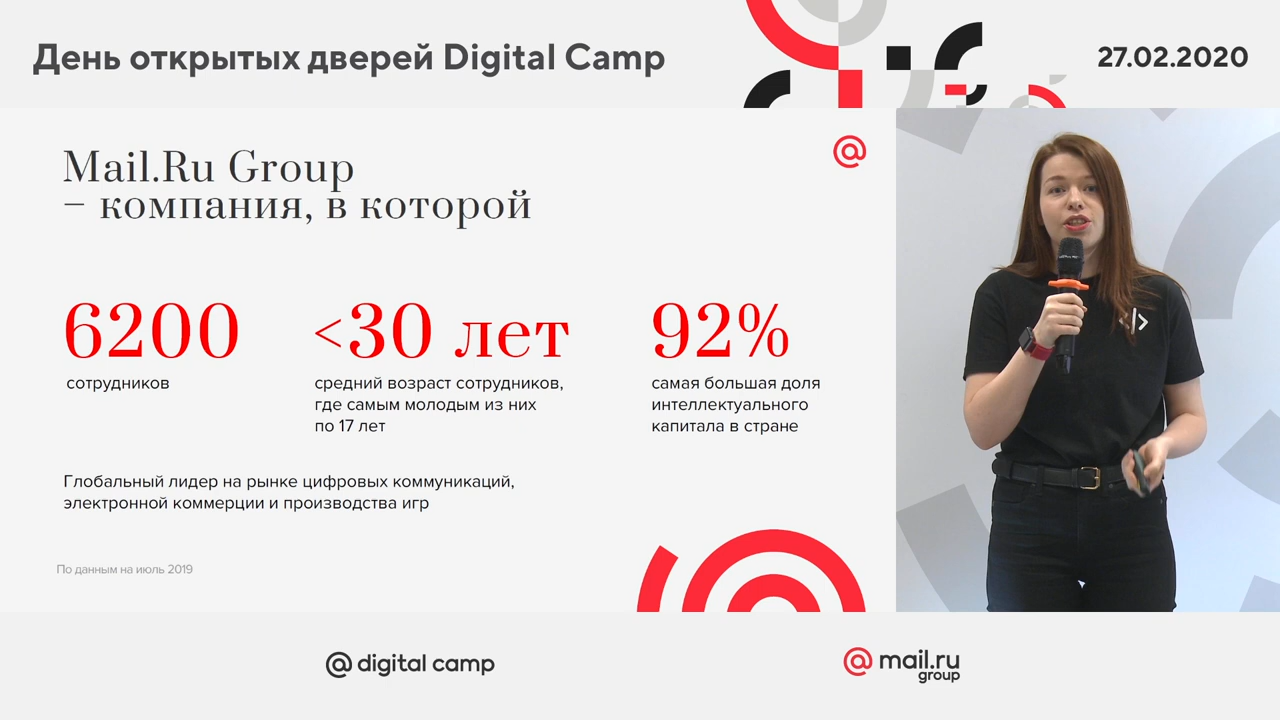 День открытых дверей Digital Camp
27.02.2020
Mail.Ru Group
– компания, в которой
@
6200
сотрудников
<30 лет
средний возраст сотрудников,
где самым молодым из них
по 17 лет
92%
самая большая доля
интеллектуального
капитала в стране
Глобальный лидер на рынке цифровых коммуникаций,
электронной коммерции и производства игр
По данным на июль 2019
@ digital camp
@ mail.ru
group